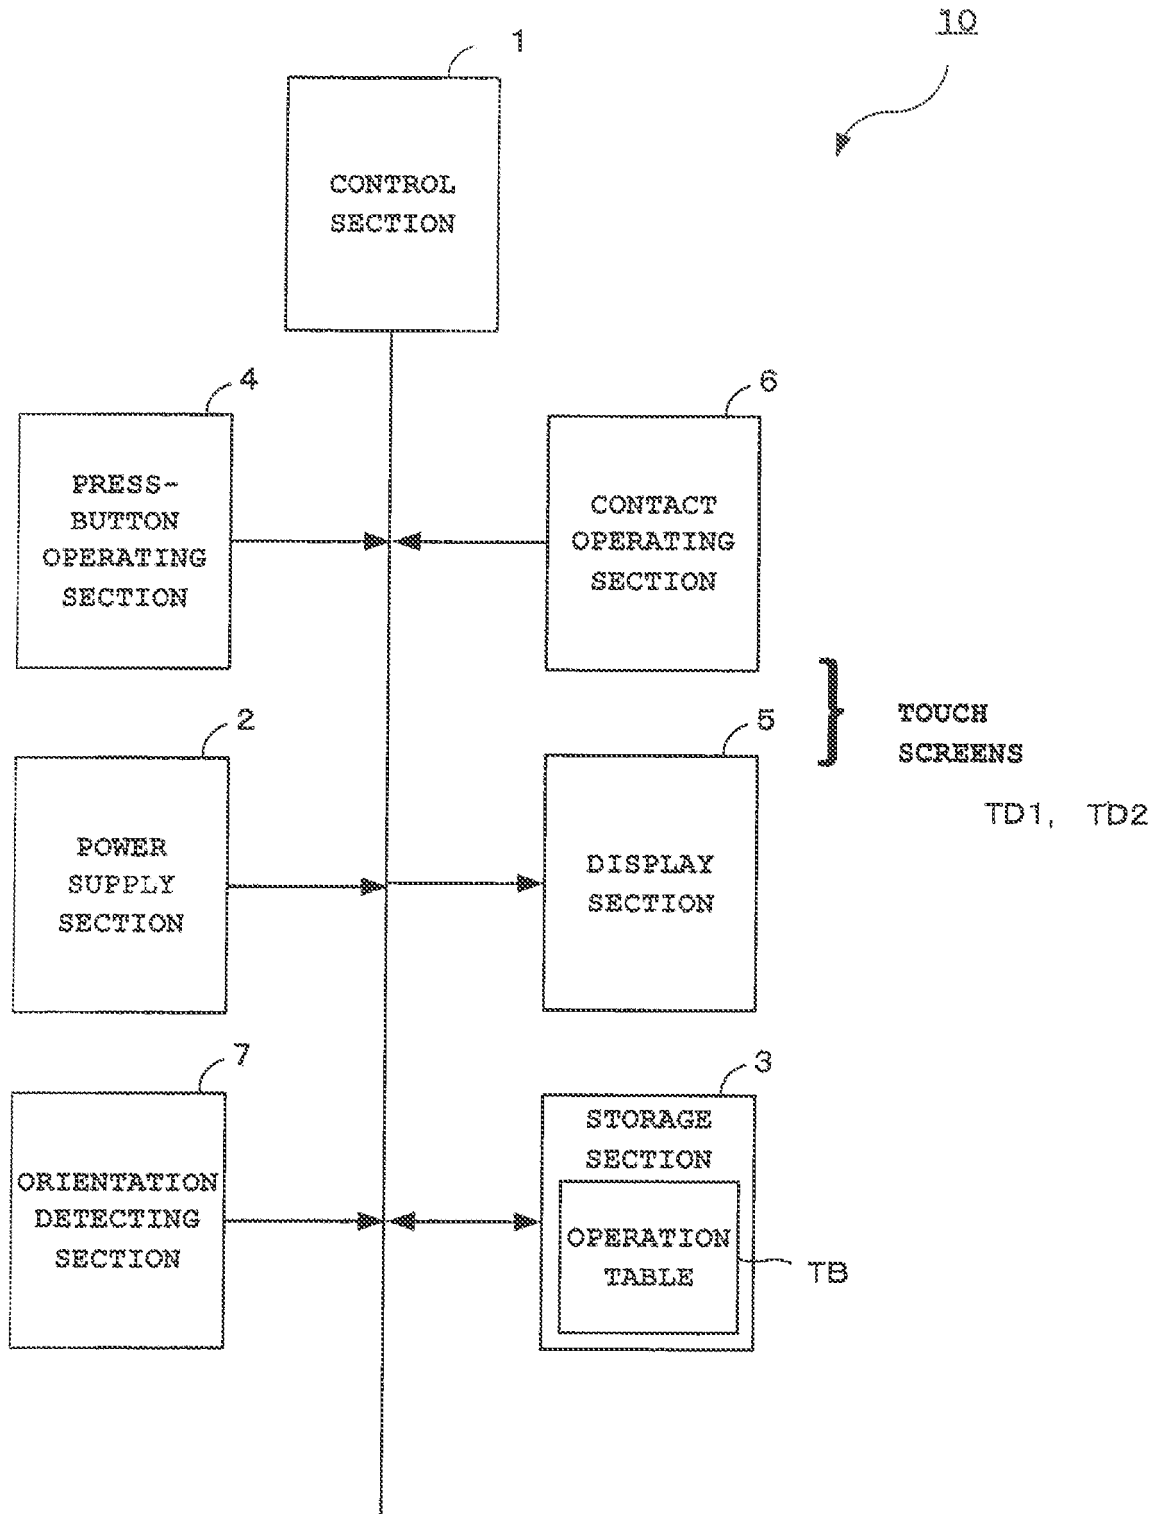 10
1
CONTROL
SECTION
4
PRESS-
BUTTON
OPERATING
SECTION
6
CONTACT
OPERATING
SECTION
TOUCH
SCREENS
TD1, TD2
2
POWER
SUPPLY
SECTION
5
DISPLAY
SECTION
7
ORIENTATION
DETECTING
SECTION
3
STORAGE
SECTION
OPERATION
TABLE
TB